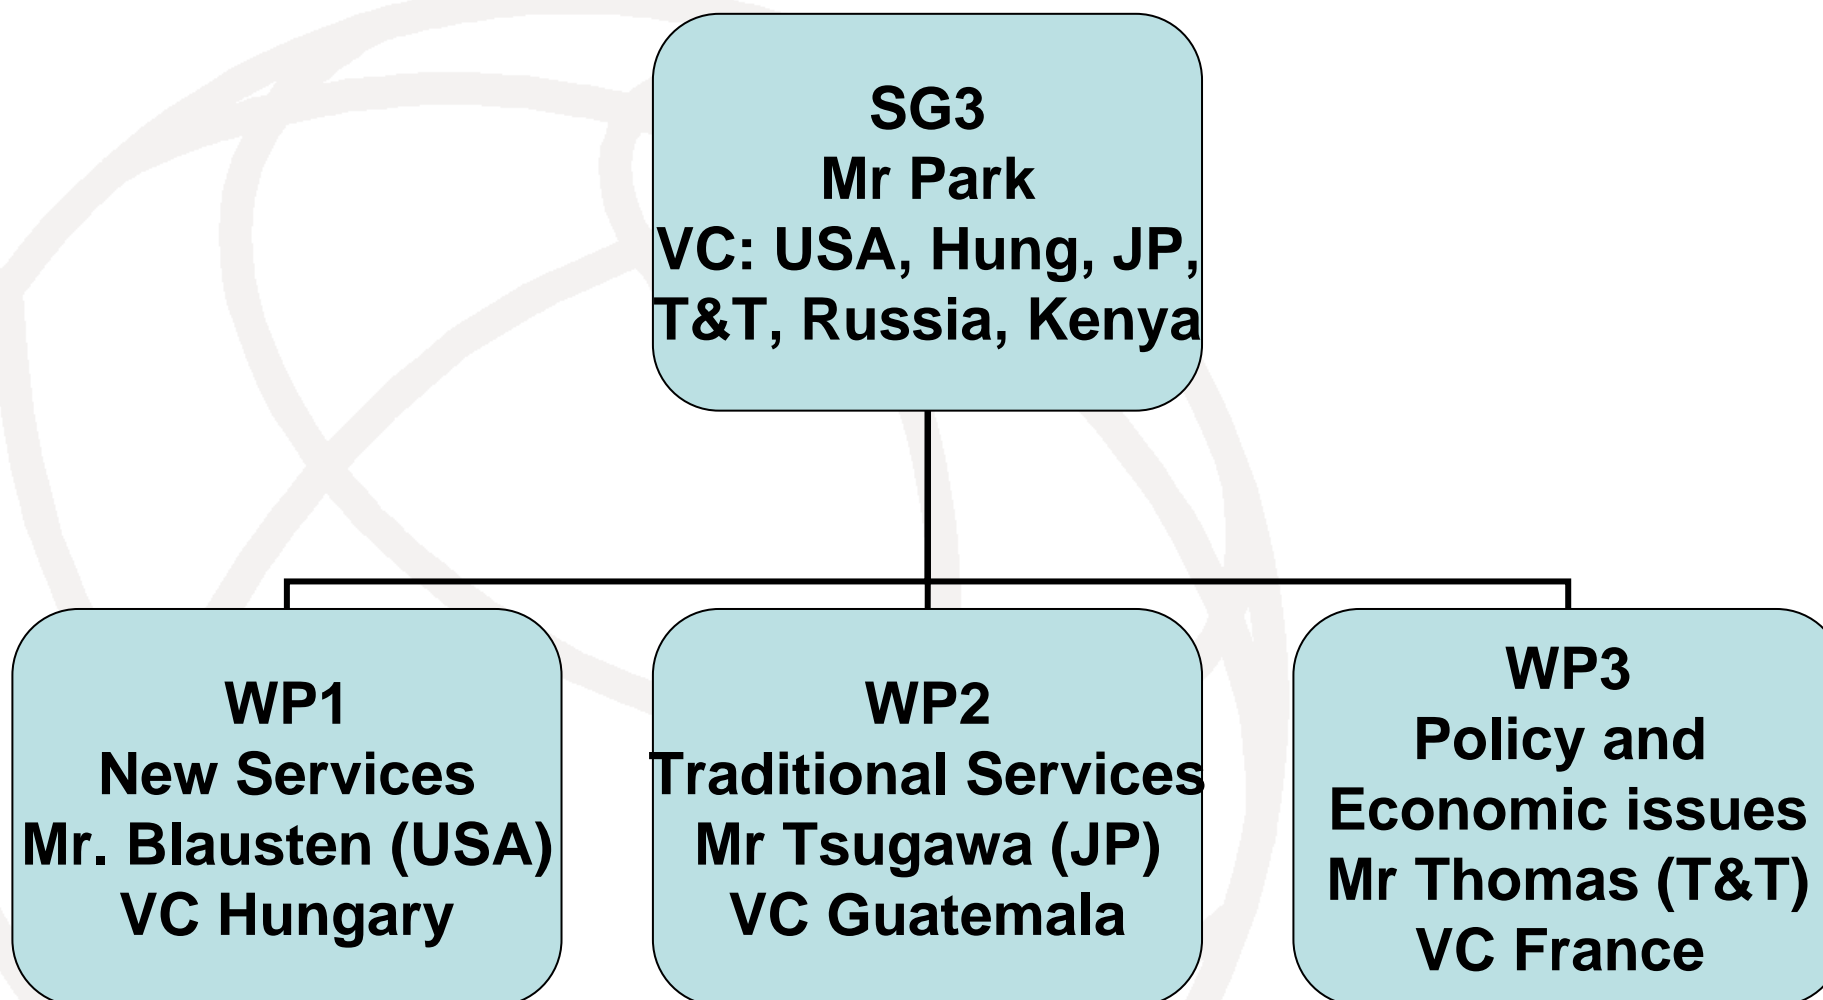 SG3
Mr Park
VC: USA, Hung, JP,
T&T, Russia, Kenya
WP1
New Services
Mr. Blausten (USA)
VC Hungary
WP2
Traditional Services
Mr Tsugawa (JP)
VC Guatemala
WP3
Policy and
Economic issues
Mr Thomas (T&T)
VC France